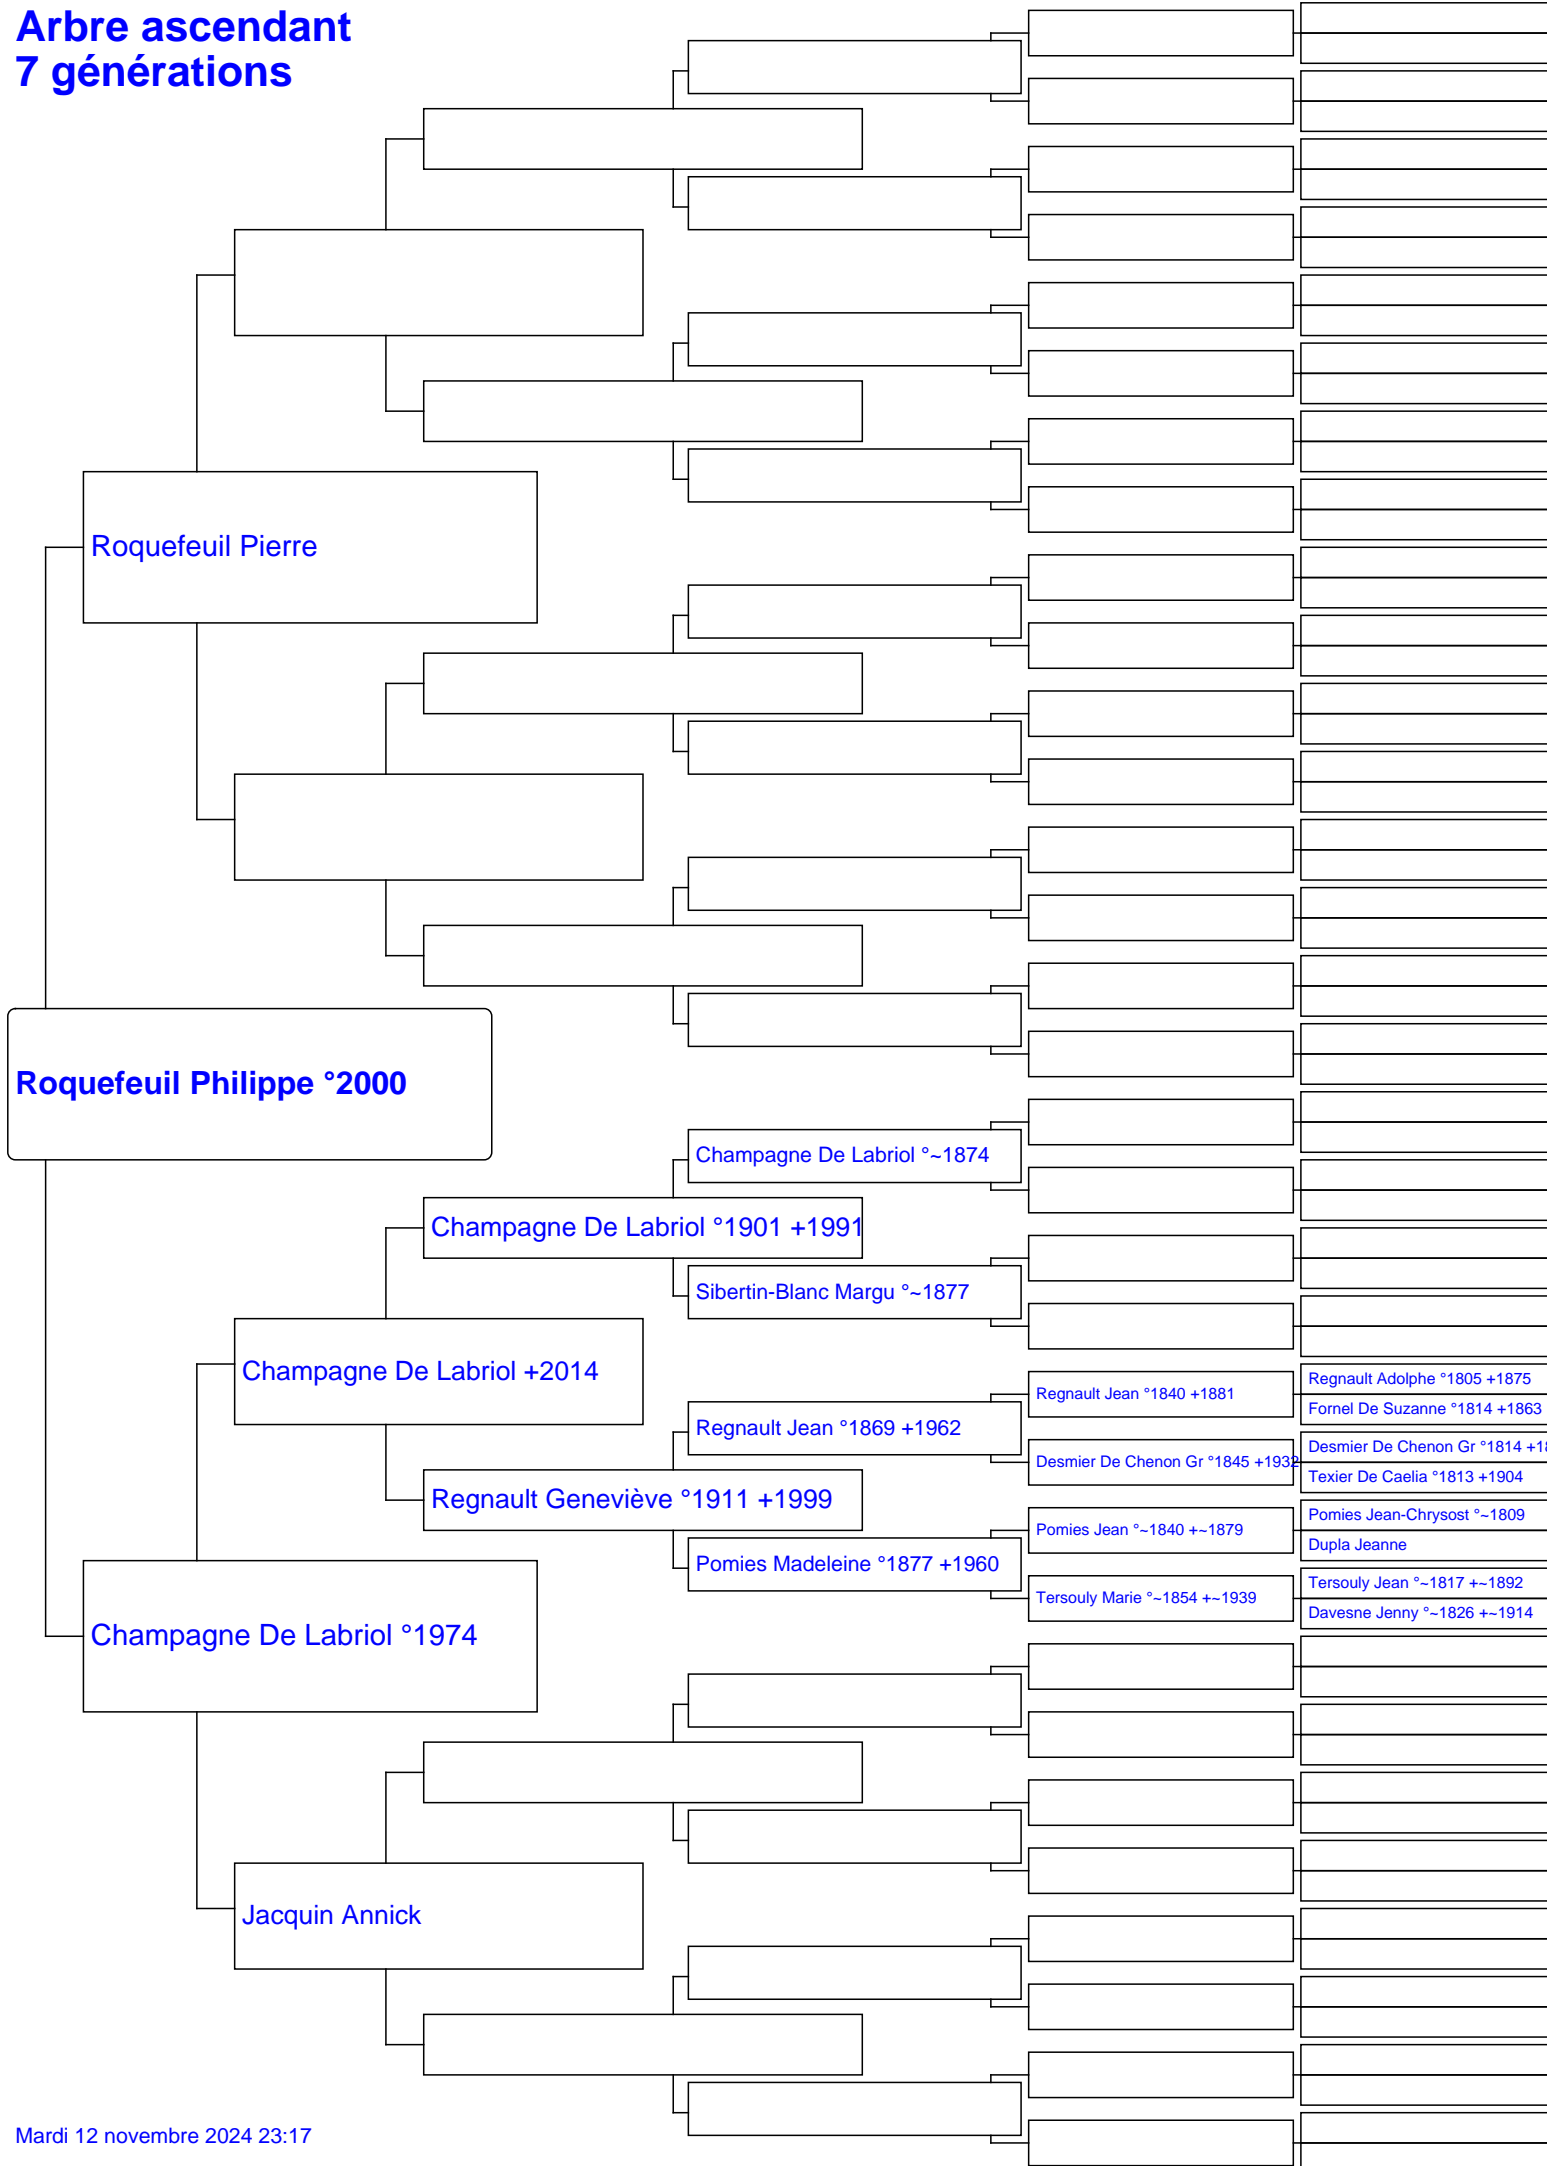 Arbre ascendant
7 générations
Roquefeuil Pierre
Roquefeuil Philippe °2000
Champagne De Labriol °~1874
Champagne De Labriol °1901 +1991
Sibertin-Blanc Margu °~1877
Champagne De Labriol +2014
Regnault Adolphe °1805 +1875
Regnault Jean °1840 +1881
Fornel De Suzanne °1814 +1863
Regnault Jean °1869 +1962
Desmier De Chenon Gr °1814
Desmier De Chenon Gr °1845 +1932
Texier De Caelia °1813 +1904
Regnault Geneviève °1911 +1999
Pomies Jean-Chrysost °~1809
Pomies Jean °~1840 +~1879
Dupla Jeanne
Pomies Madeleine °1877 +1960
Tersouly Jean °~1817 +~1892
Tersouly Marie °~1854 +~1939
Davesne Jenny °~1826 +~1914
Champagne De Labriol °1974
Jacquin Annick
Mardi 12 novembre 2024 23:17